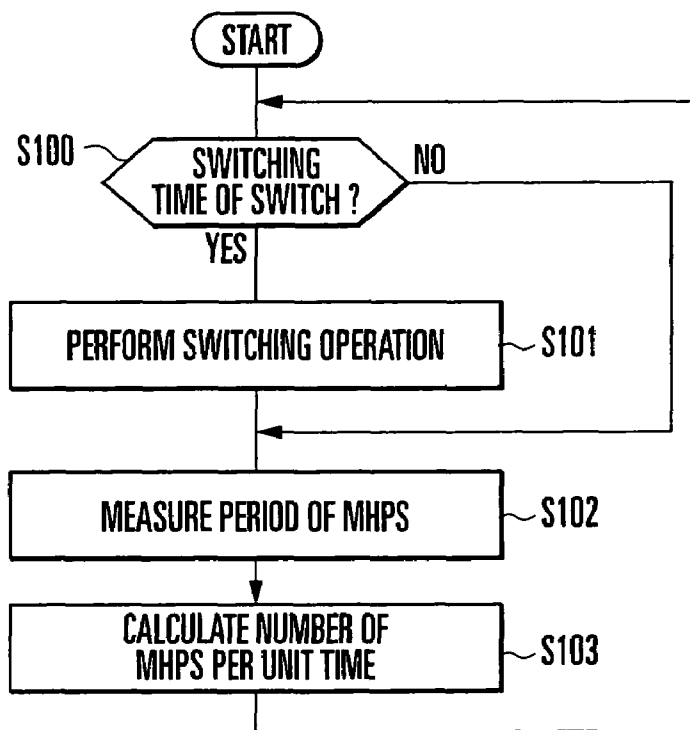 START
S100
SWITCHING
TIME OF SWITCH ?
NO
YES
PERFORM SWITCHING OPERATION
S101
MEASURE PERIOD OF MHPS
S102
CALCULATE NUMBER OF
MHPS PER UNIT TIME
S103